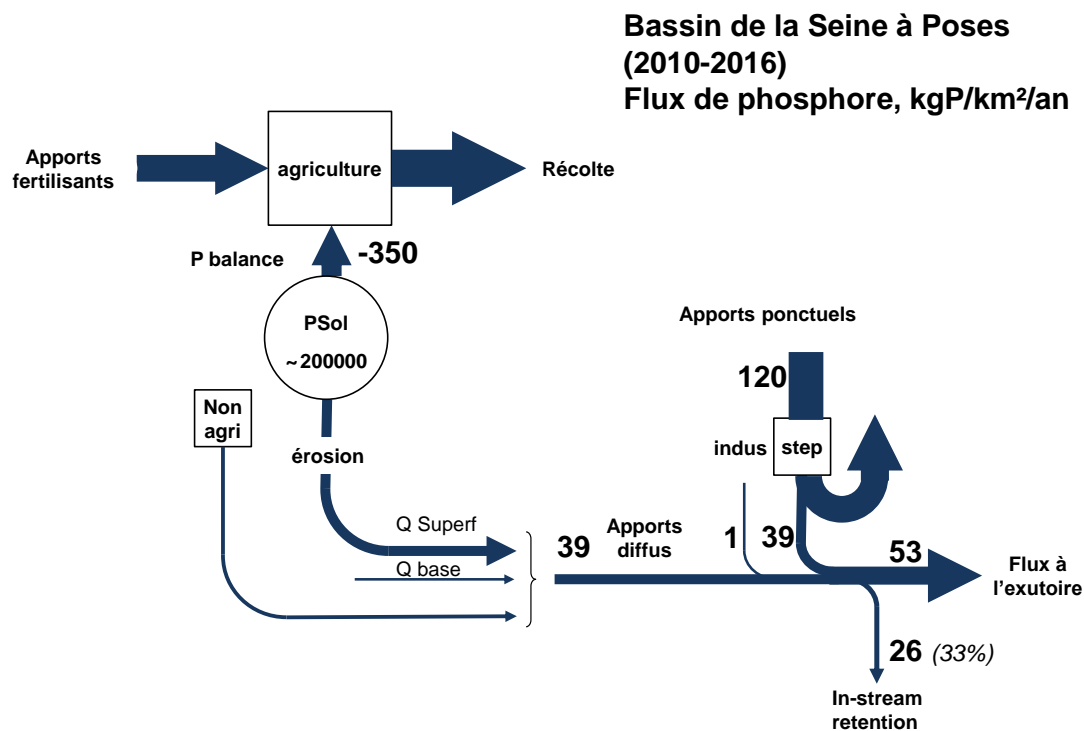 Bassin de la Seine à Poses
(2010-2016)
Flux de phosphore, kgP/km²/an
Apports
fertilisants
agriculture
Récolte
P balance
-350
PSol
~200000
Apports ponctuels
120
Non
agri
indus
step
érosion
Q Superf
Q base
39
Apports
diffus
1
39
53
Flux à
l'exutoire
26 (33%)
In-stream
retention